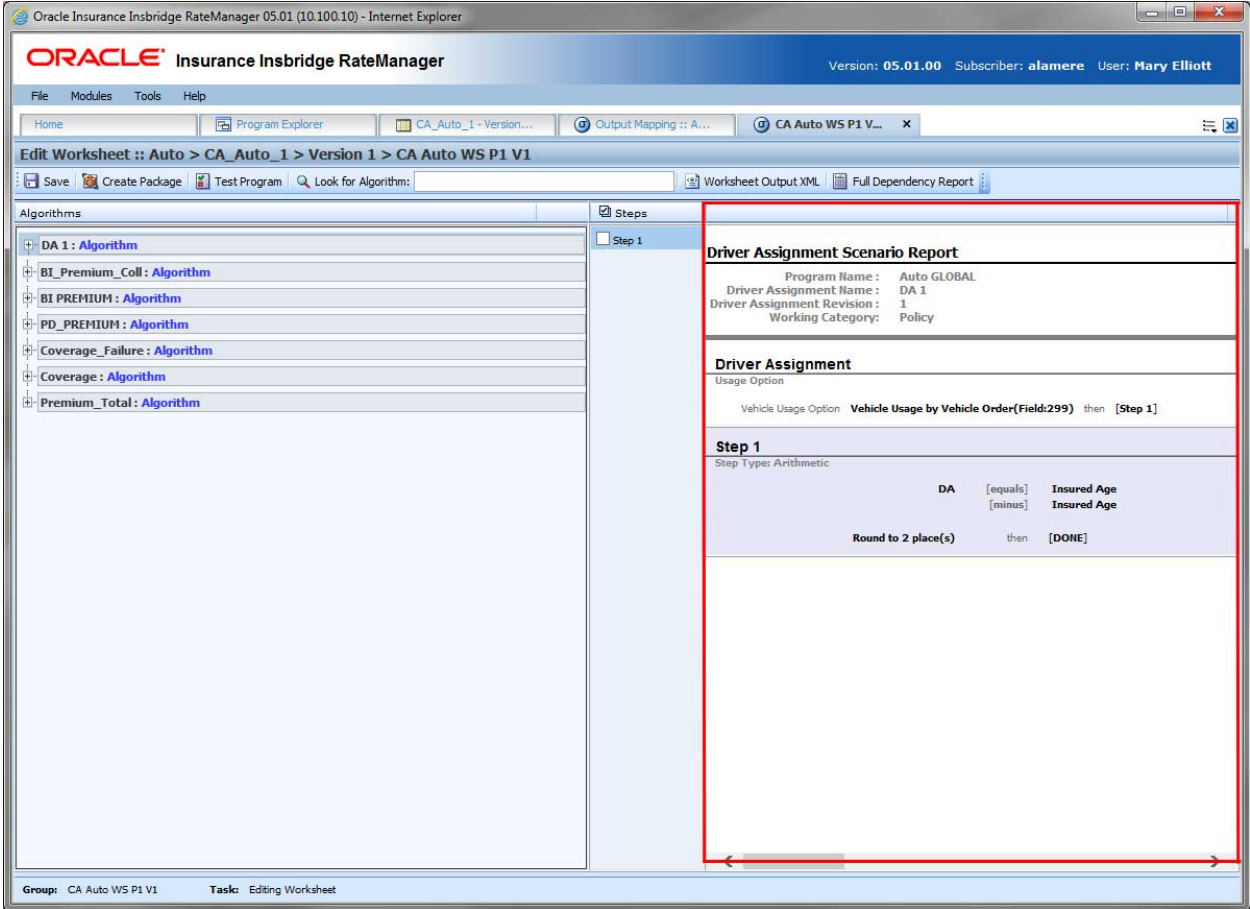 Oracle Insurance Insbridge RateManager 05.01 (10.100.10) - Internet Explorer
ORACLE Insurance Insbridge RateManager
Version: 05.01.00 Subscriber: alamere User: Mary Elliott
File Modules Tools Help
Home Program Explorer CA_Auto_1 - Version... Output Mapping :: A... CA Auto WS P1 V... x
Edit Worksheet :: Auto > CA_Auto_1 > Version 1 > CA Auto WS P1 V1
Save Create Package Test Program Look for Algorithm: Worksheet Output XML Full Dependency Report
Algorithms
DA 1 : Algorithm
BI_Premium_Coll : Algorithm
BI PREMIUM : Algorithm
PD_PREMIUM : Algorithm
Coverage_Failure : Algorithm
Coverage : Algorithm
Premium_Total : Algorithm
Steps
Step 1
Driver Assignment Scenario Report
Program Name : Auto GLOBAL
Driver Assignment Name : DA 1
Driver Assignment Revision : 1
Working Category: Policy
Driver Assignment
Usage Option
Vehicle Usage Option Vehicle Usage by Vehicle Order(Field:299) then [Step 1]
Step 1
Step Type: Arithmetic
DA [equals] Insured Age
[minus] Insured Age
Round to 2 place(s) then [DONE]
Group: CA Auto WS P1 V1 Task: Editing Worksheet